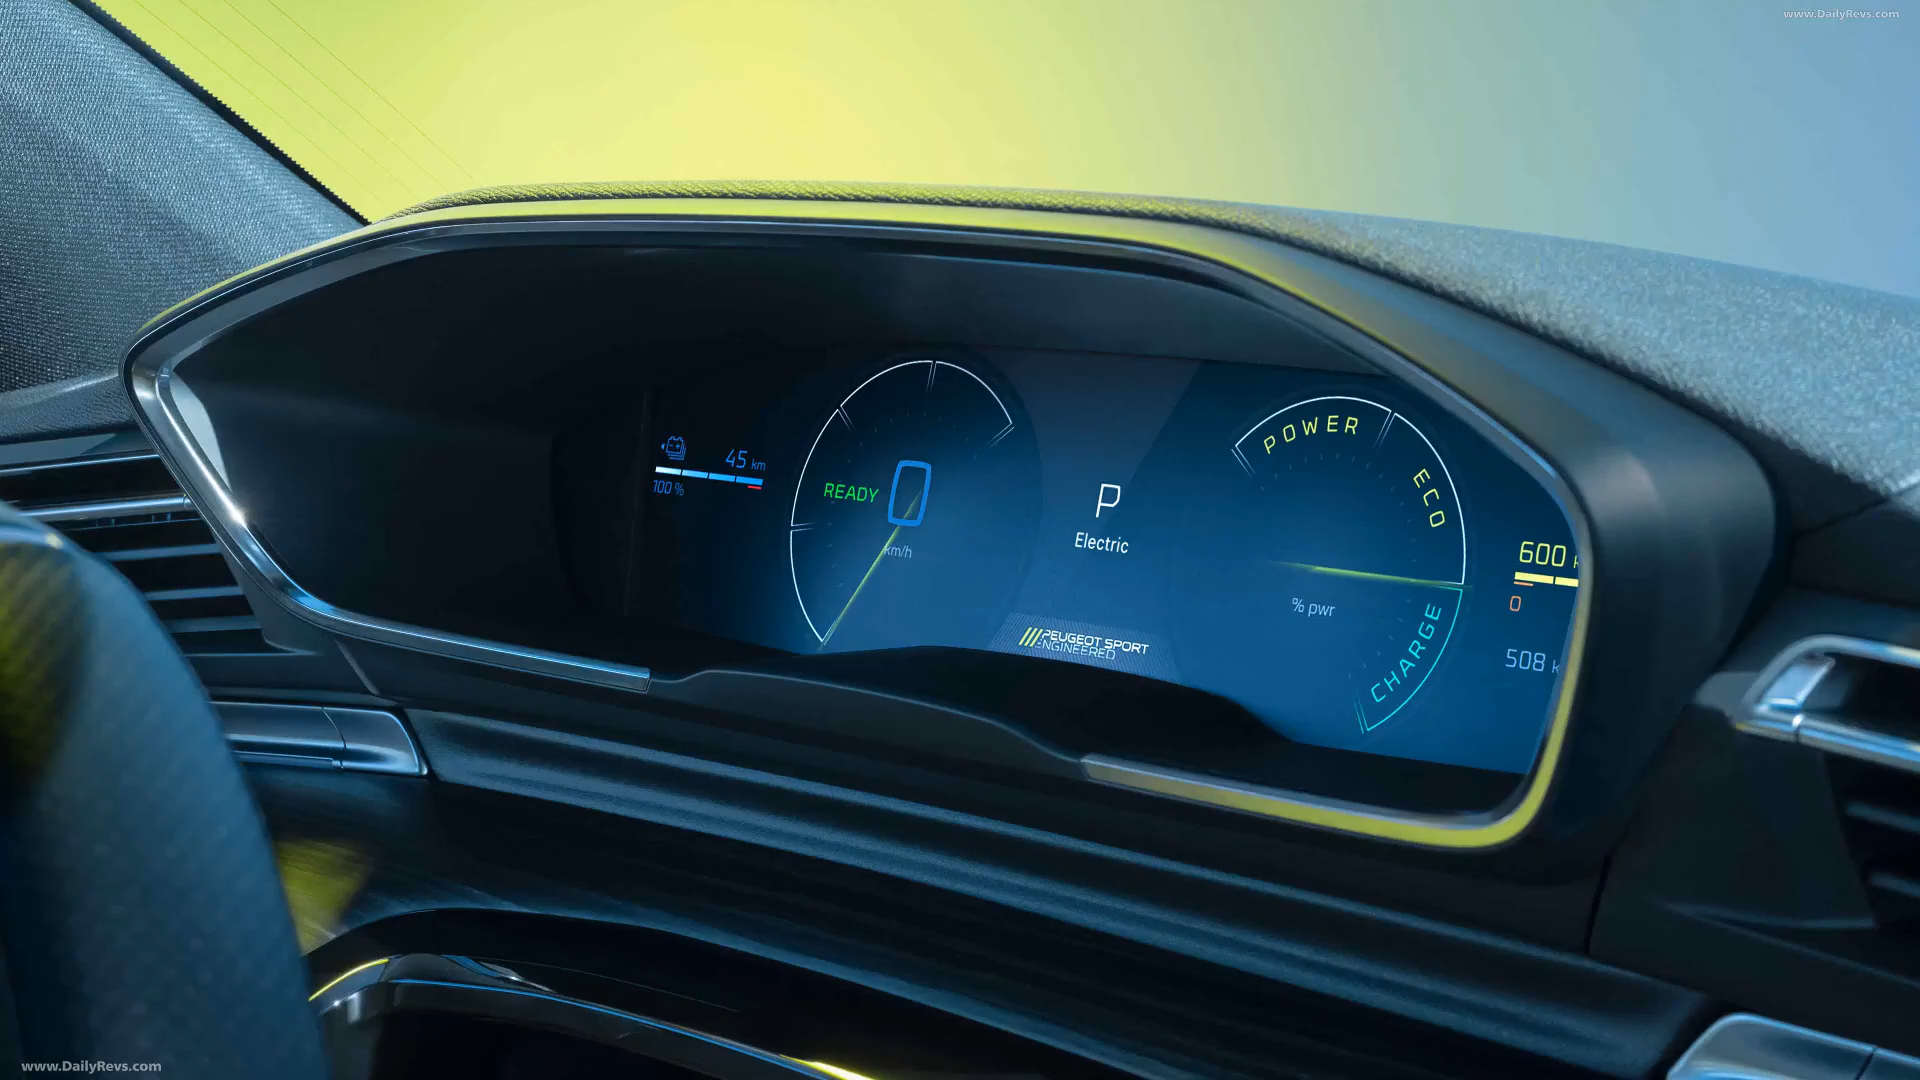 www.DailyRevs.com
45 km
100 %
READY
0
km/h
P
Electric
PEUGEOT SPORT
ENGINEERED
POWER
ECO
% pwr
CHARGE
600
0
508
www.DailyRevs.com